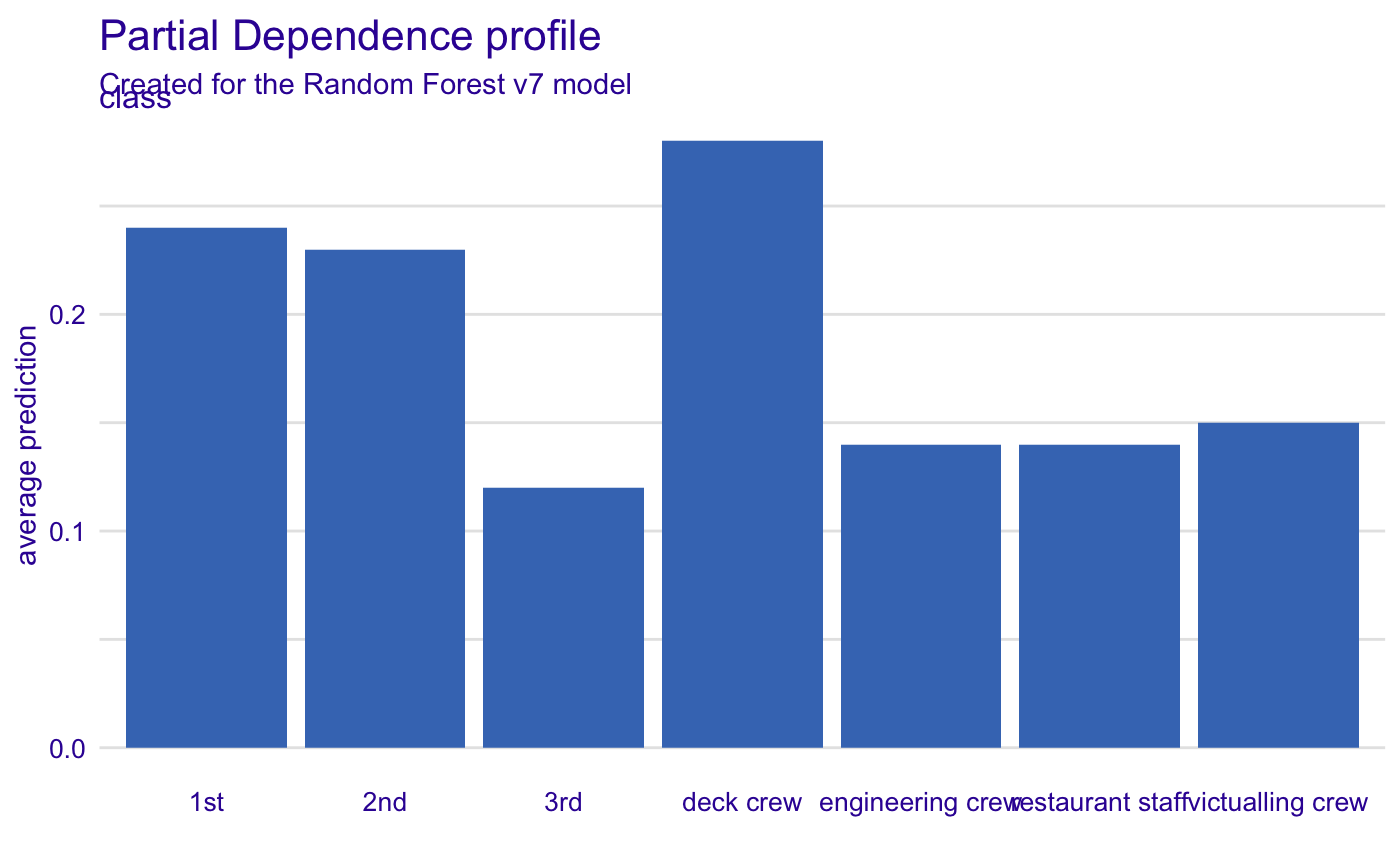 Partial Dependence profile
Created for the Random Forest v7 model
class
average prediction
0.2
0.1
0.0
1st
2nd
3rd
deck crew
engineering crew
restaurant staff
victualling crew